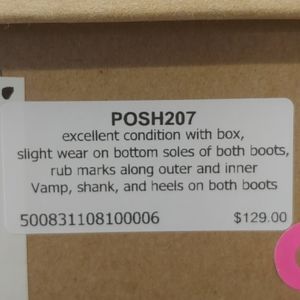 POSH207
excellent condition with box,
slight wear on bottom soles of both boots,
rub marks along outer and inner
Vamp, shank, and heels on both boots
500831108100006 $129.00